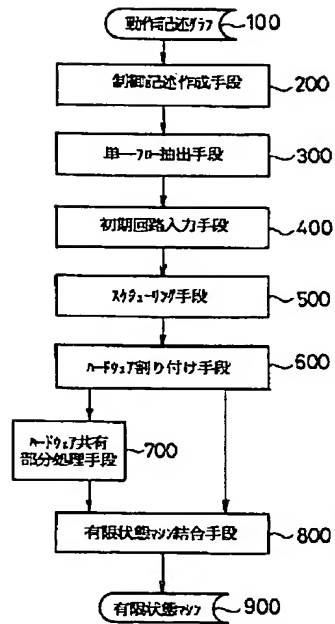 動作記述グラフ
100
制御記述作成手段
200
単一フロー抽出手段
300
初期回路入力手段
400
スケジューリング手段
500
ハードウェア割り付け手段
600
ハードウェア共有
部分処理手段
700
有限状態マシン結合手段
800
有限状態マシン
900